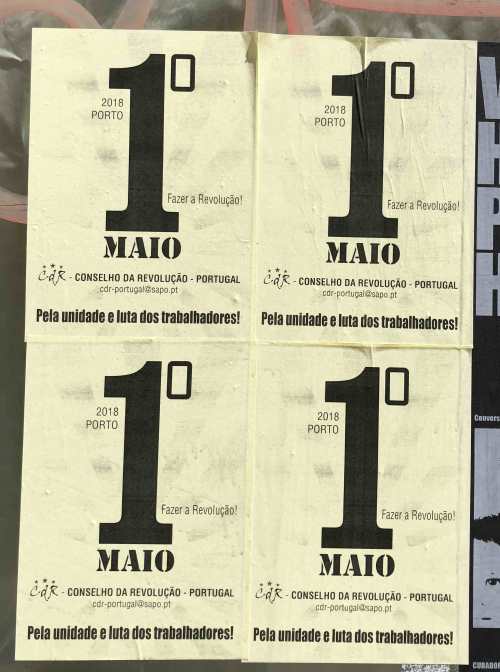 1º
2018
PORTO
Fazer a Revolução!
MAIO
CdR - CONSELHO DA REVOLUÇÃO - PORTUGAL
cdr-portugal@sapo.pt
Pela unidade e luta dos trabalhadores!
1º
2018
PORTO
Fazer a Revolução!
MAIO
CdR - CONSELHO DA REVOLUÇÃO - PORTUGAL
cdr-portugal@sapo.pt
Pela unidade e luta dos trabalhadores!
1º
2018
PORTO
Fazer a Revolução!
MAIO
CdR - CONSELHO DA REVOLUÇÃO - PORTUGAL
cdr-portugal@sapo.pt
Pela unidade e luta dos trabalhadores!
1º
2018
PORTO
Fazer a Revolução!
MAIO
CdR - CONSELHO DA REVOLUÇÃO - PORTUGAL
cdr-portugal@sapo.pt
Pela unidade e luta dos trabalhadores!